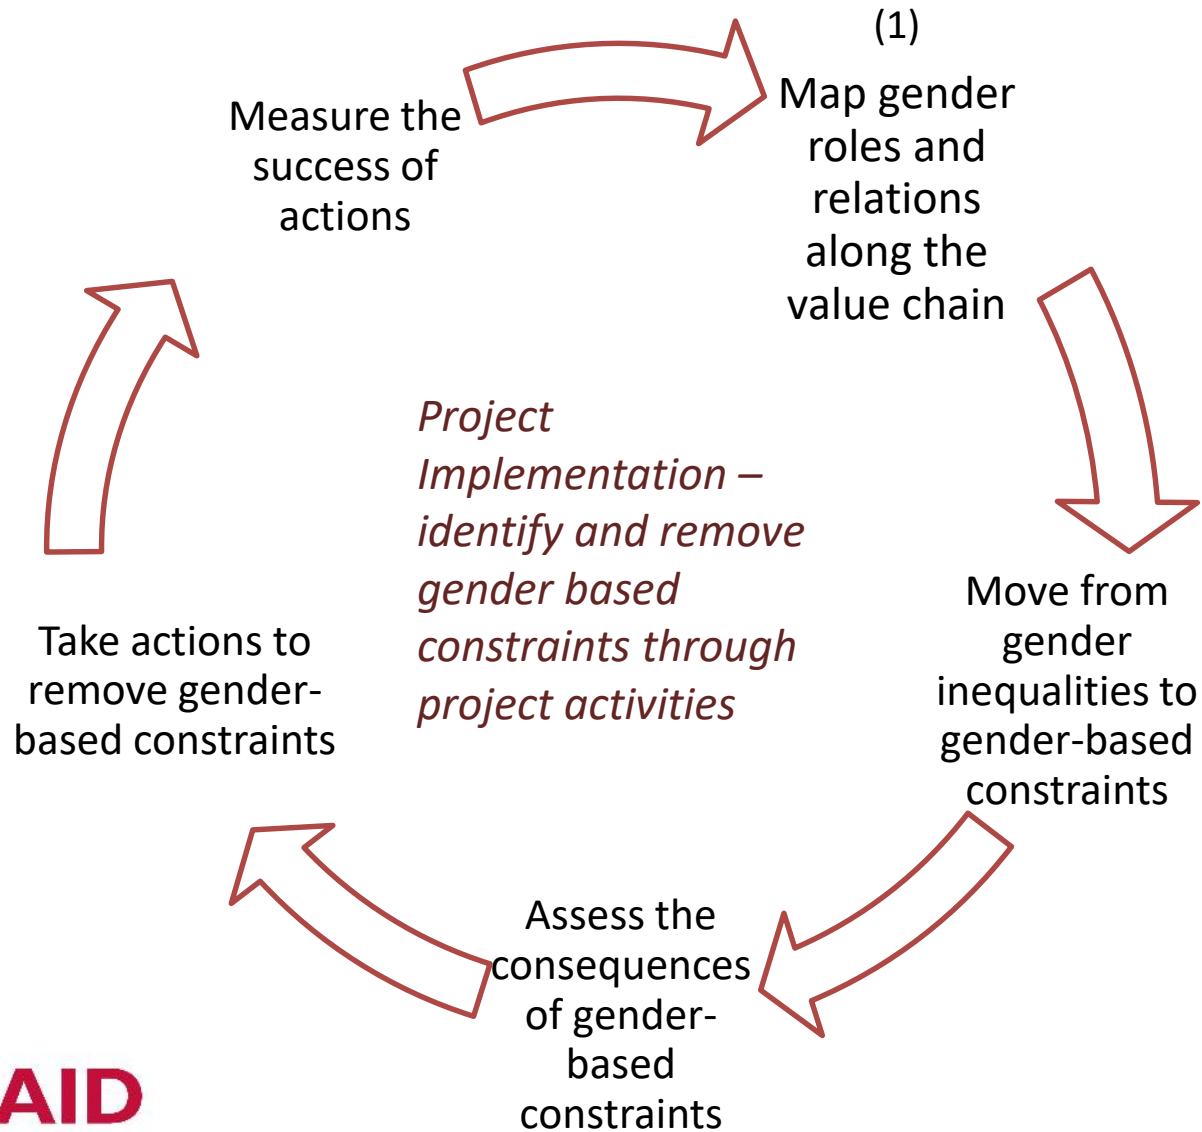 (1)
Map gender
roles and
relations
along the
value chain
Move from
gender
inequalities to
gender-based
constraints
Assess the
consequences
of gender-
based
constraints
Take actions to
remove gender-
based constraints
Measure the
success of
actions
Project
Implementation –
identify and remove
gender based
constraints through
project activities
AID